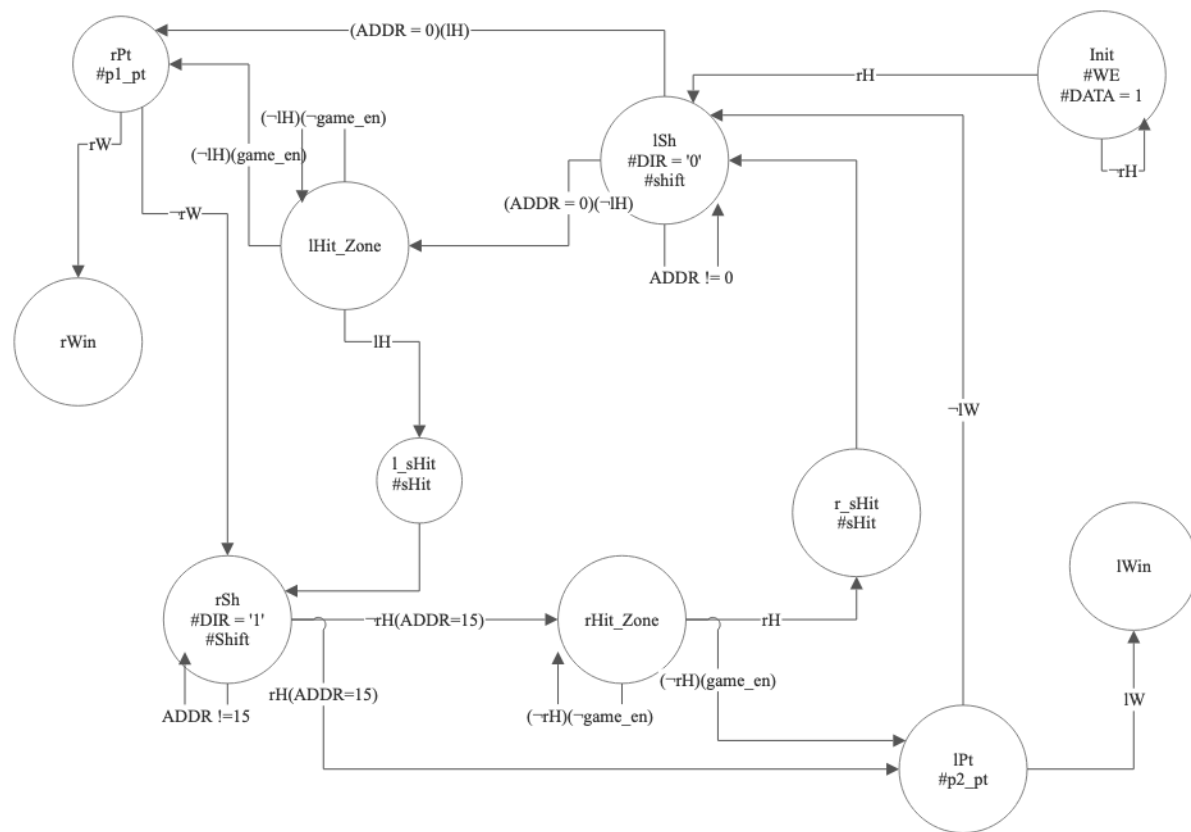 (ADDR = 0)(lH)
rPt
#p1_pt
Init
#WE
#DATA = 1
rH
(¬lH)(¬game_en)
rW
(¬lH)(game_en)
lSh
#DIR = '0'
#shift
¬rH
(ADDR = 0)(¬lH)
¬rW
lHit_Zone
ADDR != 0
rWin
lH
¬lW
l_sHit
#sHit
r_sHit
#sHit
lWin
rSh
#DIR = '1'
#Shift
¬rH(ADDR=15)
rHit_Zone
rH
(¬rH)(game_en)
rH(ADDR=15)
lW
ADDR !=15
(¬rH)(¬game_en)
lPt
#p2_pt